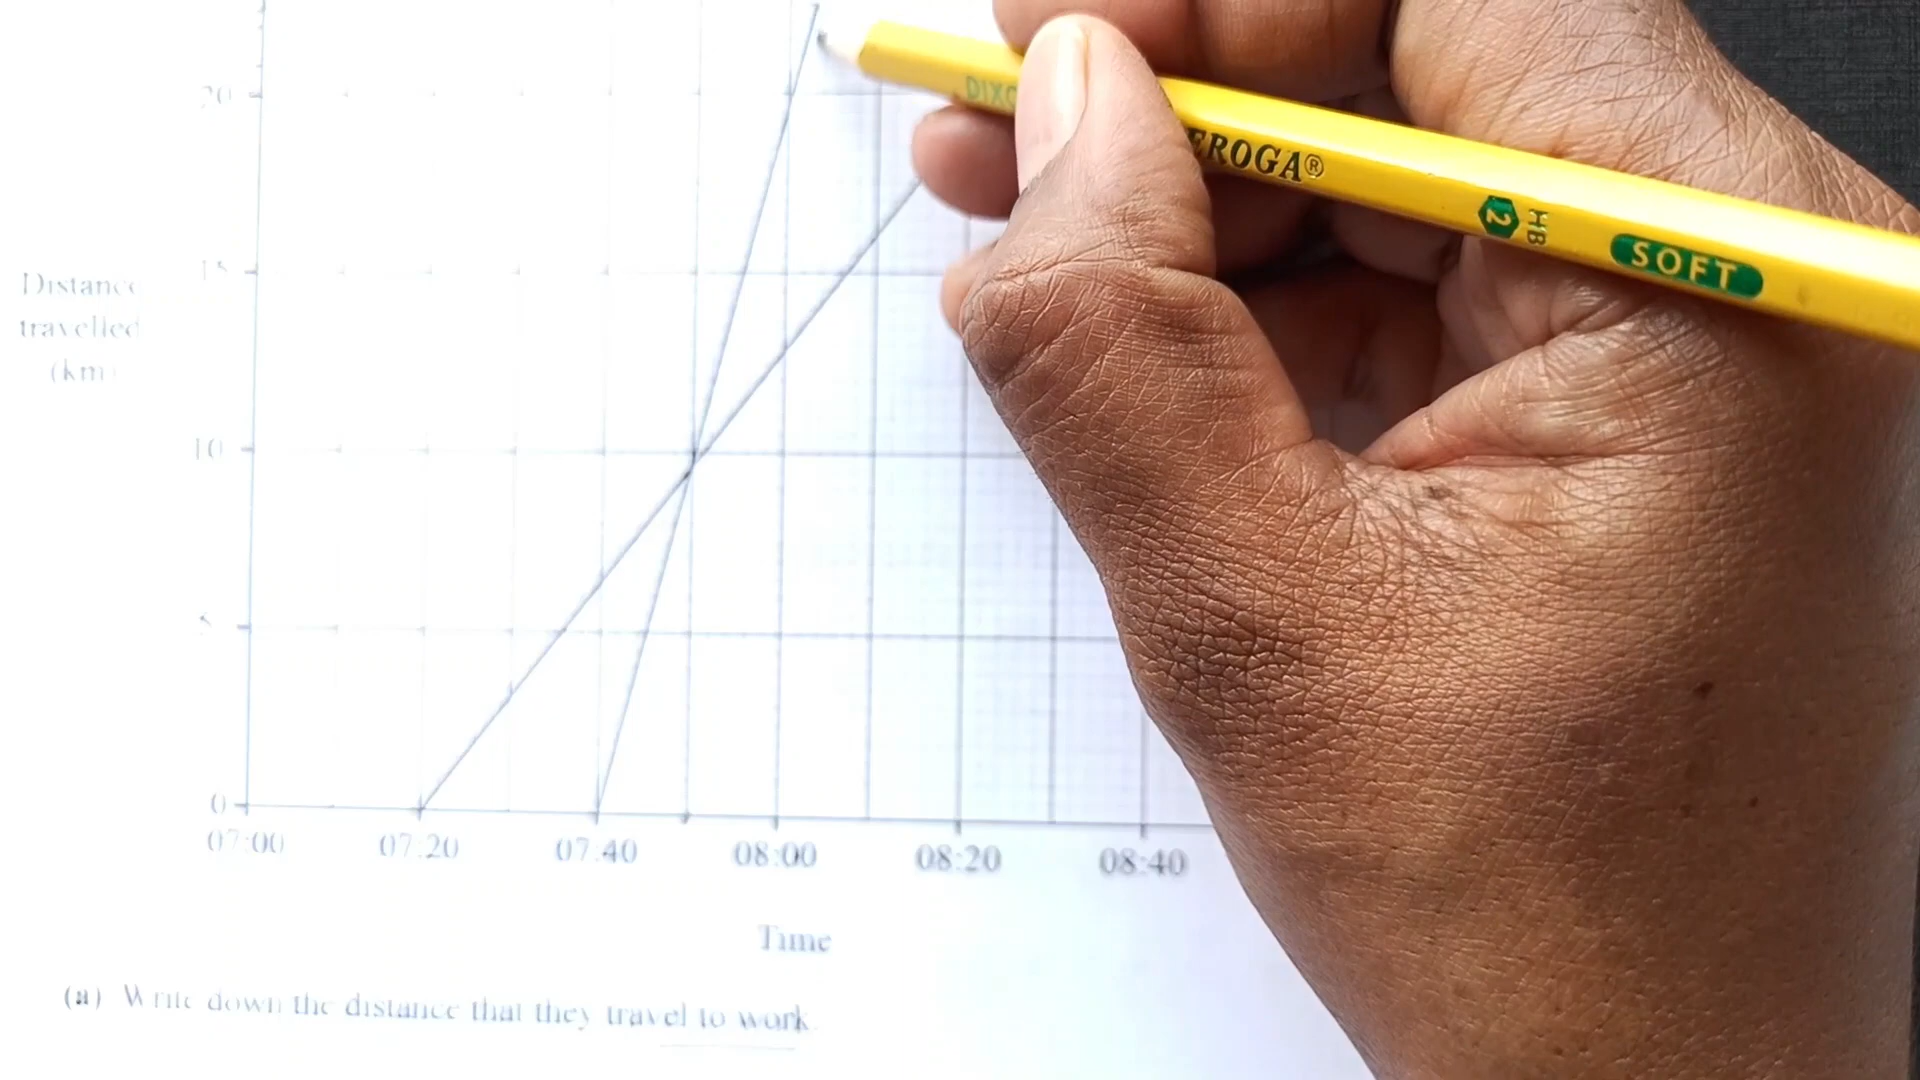 20
15
Distance
travelled
(km)
10
5
0
07:00 07:20 07:40 08:00 08:20 08:40
Time
(a) Write down the distance that they travel to work.
DIXO EROGA® 2 HB SOFT